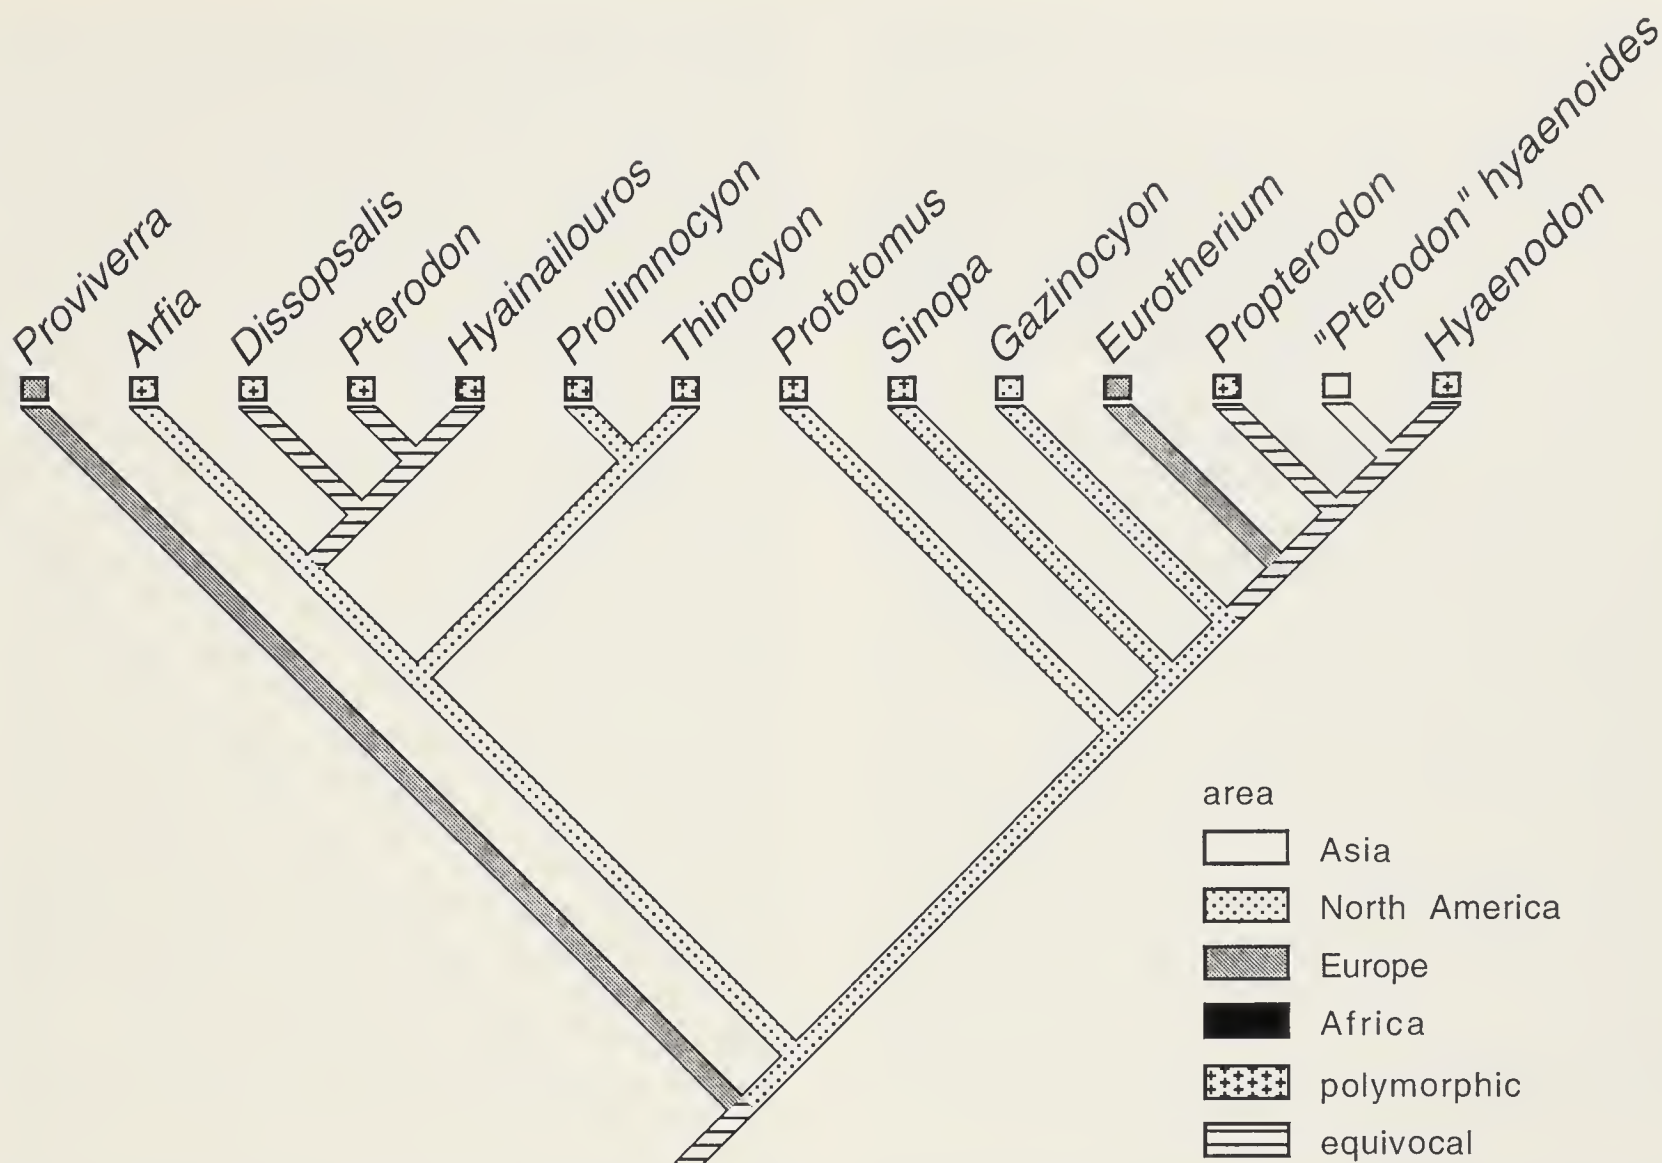 Proviverra
Arfia
Dissopsalis
Pterodon
Hyainailouros
Prolimnocyon
Thinocyon
Prototomus
Sinopa
Gazinocyon
Eurotherium
Propterodon
"Pterodon" hyaenoides
Hyaenodon
area
Asia
North America
Europe
Africa
polymorphic
equivocal